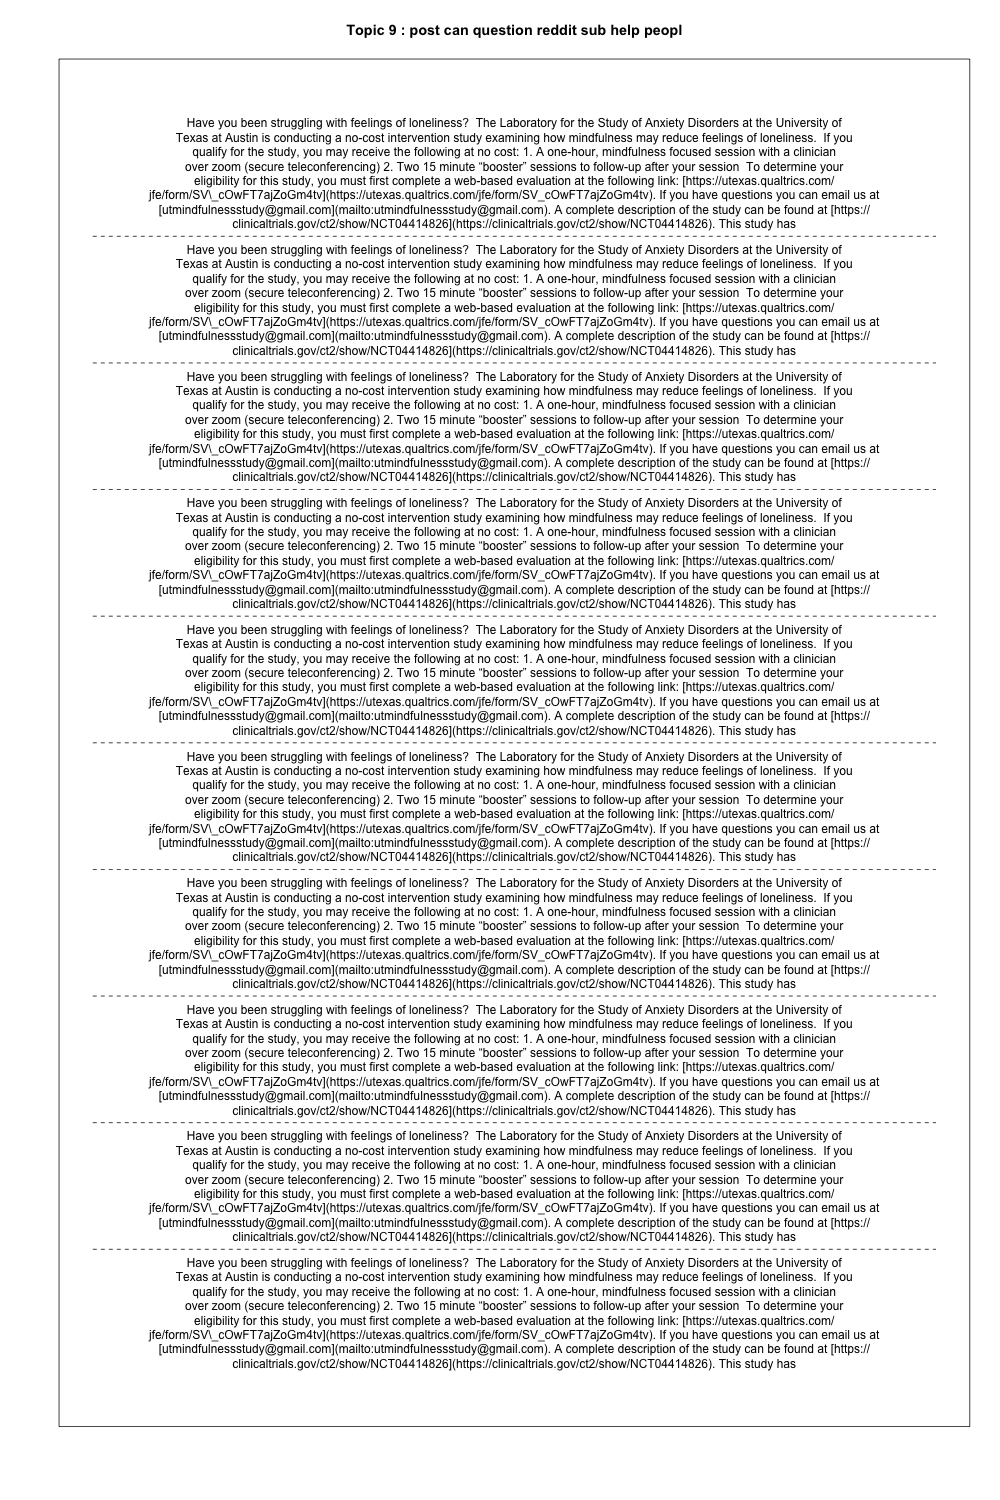 Topic 9 : post can question reddit sub help peopl
Have you been struggling with feelings of loneliness?  The Laboratory for the Study of Anxiety Disorders at the University of
Texas at Austin is conducting a no-cost intervention study examining how mindfulness may reduce feelings of loneliness.  If you
qualify for the study, you may receive the following at no cost: 1. A one-hour, mindfulness focused session with a clinician
over zoom (secure teleconferencing) 2. Two 15 minute “booster” sessions to follow-up after your session  To determine your
eligibility for this study, you must first complete a web-based evaluation at the following link: [https://utexas.qualtrics.com/
jfe/form/SV\_cOwFT7ajZoGm4tv](https://utexas.qualtrics.com/jfe/form/SV_cOwFT7ajZoGm4tv). If you have questions you can email us at
[utmindfulnessstudy@gmail.com](mailto:utmindfulnessstudy@gmail.com). A complete description of the study can be found at [https://
clinicaltrials.gov/ct2/show/NCT04414826](https://clinicaltrials.gov/ct2/show/NCT04414826). This study has
Have you been struggling with feelings of loneliness?  The Laboratory for the Study of Anxiety Disorders at the University of
Texas at Austin is conducting a no-cost intervention study examining how mindfulness may reduce feelings of loneliness.  If you
qualify for the study, you may receive the following at no cost: 1. A one-hour, mindfulness focused session with a clinician
over zoom (secure teleconferencing) 2. Two 15 minute “booster” sessions to follow-up after your session  To determine your
eligibility for this study, you must first complete a web-based evaluation at the following link: [https://utexas.qualtrics.com/
jfe/form/SV\_cOwFT7ajZoGm4tv](https://utexas.qualtrics.com/jfe/form/SV_cOwFT7ajZoGm4tv). If you have questions you can email us at
[utmindfulnessstudy@gmail.com](mailto:utmindfulnessstudy@gmail.com). A complete description of the study can be found at [https://
clinicaltrials.gov/ct2/show/NCT04414826](https://clinicaltrials.gov/ct2/show/NCT04414826). This study has
Have you been struggling with feelings of loneliness?  The Laboratory for the Study of Anxiety Disorders at the University of
Texas at Austin is conducting a no-cost intervention study examining how mindfulness may reduce feelings of loneliness.  If you
qualify for the study, you may receive the following at no cost: 1. A one-hour, mindfulness focused session with a clinician
over zoom (secure teleconferencing) 2. Two 15 minute “booster” sessions to follow-up after your session  To determine your
eligibility for this study, you must first complete a web-based evaluation at the following link: [https://utexas.qualtrics.com/
jfe/form/SV\_cOwFT7ajZoGm4tv](https://utexas.qualtrics.com/jfe/form/SV_cOwFT7ajZoGm4tv). If you have questions you can email us at
[utmindfulnessstudy@gmail.com](mailto:utmindfulnessstudy@gmail.com). A complete description of the study can be found at [https://
clinicaltrials.gov/ct2/show/NCT04414826](https://clinicaltrials.gov/ct2/show/NCT04414826). This study has
Have you been struggling with feelings of loneliness?  The Laboratory for the Study of Anxiety Disorders at the University of
Texas at Austin is conducting a no-cost intervention study examining how mindfulness may reduce feelings of loneliness.  If you
qualify for the study, you may receive the following at no cost: 1. A one-hour, mindfulness focused session with a clinician
over zoom (secure teleconferencing) 2. Two 15 minute “booster” sessions to follow-up after your session  To determine your
eligibility for this study, you must first complete a web-based evaluation at the following link: [https://utexas.qualtrics.com/
jfe/form/SV\_cOwFT7ajZoGm4tv](https://utexas.qualtrics.com/jfe/form/SV_cOwFT7ajZoGm4tv). If you have questions you can email us at
[utmindfulnessstudy@gmail.com](mailto:utmindfulnessstudy@gmail.com). A complete description of the study can be found at [https://
clinicaltrials.gov/ct2/show/NCT04414826](https://clinicaltrials.gov/ct2/show/NCT04414826). This study has
Have you been struggling with feelings of loneliness?  The Laboratory for the Study of Anxiety Disorders at the University of
Texas at Austin is conducting a no-cost intervention study examining how mindfulness may reduce feelings of loneliness.  If you
qualify for the study, you may receive the following at no cost: 1. A one-hour, mindfulness focused session with a clinician
over zoom (secure teleconferencing) 2. Two 15 minute “booster” sessions to follow-up after your session  To determine your
eligibility for this study, you must first complete a web-based evaluation at the following link: [https://utexas.qualtrics.com/
jfe/form/SV\_cOwFT7ajZoGm4tv](https://utexas.qualtrics.com/jfe/form/SV_cOwFT7ajZoGm4tv). If you have questions you can email us at
[utmindfulnessstudy@gmail.com](mailto:utmindfulnessstudy@gmail.com). A complete description of the study can be found at [https://
clinicaltrials.gov/ct2/show/NCT04414826](https://clinicaltrials.gov/ct2/show/NCT04414826). This study has
Have you been struggling with feelings of loneliness?  The Laboratory for the Study of Anxiety Disorders at the University of
Texas at Austin is conducting a no-cost intervention study examining how mindfulness may reduce feelings of loneliness.  If you
qualify for the study, you may receive the following at no cost: 1. A one-hour, mindfulness focused session with a clinician
over zoom (secure teleconferencing) 2. Two 15 minute “booster” sessions to follow-up after your session  To determine your
eligibility for this study, you must first complete a web-based evaluation at the following link: [https://utexas.qualtrics.com/
jfe/form/SV\_cOwFT7ajZoGm4tv](https://utexas.qualtrics.com/jfe/form/SV_cOwFT7ajZoGm4tv). If you have questions you can email us at
[utmindfulnessstudy@gmail.com](mailto:utmindfulnessstudy@gmail.com). A complete description of the study can be found at [https://
clinicaltrials.gov/ct2/show/NCT04414826](https://clinicaltrials.gov/ct2/show/NCT04414826). This study has
Have you been struggling with feelings of loneliness?  The Laboratory for the Study of Anxiety Disorders at the University of
Texas at Austin is conducting a no-cost intervention study examining how mindfulness may reduce feelings of loneliness.  If you
qualify for the study, you may receive the following at no cost: 1. A one-hour, mindfulness focused session with a clinician
over zoom (secure teleconferencing) 2. Two 15 minute “booster” sessions to follow-up after your session  To determine your
eligibility for this study, you must first complete a web-based evaluation at the following link: [https://utexas.qualtrics.com/
jfe/form/SV\_cOwFT7ajZoGm4tv](https://utexas.qualtrics.com/jfe/form/SV_cOwFT7ajZoGm4tv). If you have questions you can email us at
[utmindfulnessstudy@gmail.com](mailto:utmindfulnessstudy@gmail.com). A complete description of the study can be found at [https://
clinicaltrials.gov/ct2/show/NCT04414826](https://clinicaltrials.gov/ct2/show/NCT04414826). This study has
Have you been struggling with feelings of loneliness?  The Laboratory for the Study of Anxiety Disorders at the University of
Texas at Austin is conducting a no-cost intervention study examining how mindfulness may reduce feelings of loneliness.  If you
qualify for the study, you may receive the following at no cost: 1. A one-hour, mindfulness focused session with a clinician
over zoom (secure teleconferencing) 2. Two 15 minute “booster” sessions to follow-up after your session  To determine your
eligibility for this study, you must first complete a web-based evaluation at the following link: [https://utexas.qualtrics.com/
jfe/form/SV\_cOwFT7ajZoGm4tv](https://utexas.qualtrics.com/jfe/form/SV_cOwFT7ajZoGm4tv). If you have questions you can email us at
[utmindfulnessstudy@gmail.com](mailto:utmindfulnessstudy@gmail.com). A complete description of the study can be found at [https://
clinicaltrials.gov/ct2/show/NCT04414826](https://clinicaltrials.gov/ct2/show/NCT04414826). This study has
Have you been struggling with feelings of loneliness?  The Laboratory for the Study of Anxiety Disorders at the University of
Texas at Austin is conducting a no-cost intervention study examining how mindfulness may reduce feelings of loneliness.  If you
qualify for the study, you may receive the following at no cost: 1. A one-hour, mindfulness focused session with a clinician
over zoom (secure teleconferencing) 2. Two 15 minute “booster” sessions to follow-up after your session  To determine your
eligibility for this study, you must first complete a web-based evaluation at the following link: [https://utexas.qualtrics.com/
jfe/form/SV\_cOwFT7ajZoGm4tv](https://utexas.qualtrics.com/jfe/form/SV_cOwFT7ajZoGm4tv). If you have questions you can email us at
[utmindfulnessstudy@gmail.com](mailto:utmindfulnessstudy@gmail.com). A complete description of the study can be found at [https://
clinicaltrials.gov/ct2/show/NCT04414826](https://clinicaltrials.gov/ct2/show/NCT04414826). This study has
Have you been struggling with feelings of loneliness?  The Laboratory for the Study of Anxiety Disorders at the University of
Texas at Austin is conducting a no-cost intervention study examining how mindfulness may reduce feelings of loneliness.  If you
qualify for the study, you may receive the following at no cost: 1. A one-hour, mindfulness focused session with a clinician
over zoom (secure teleconferencing) 2. Two 15 minute “booster” sessions to follow-up after your session  To determine your
eligibility for this study, you must first complete a web-based evaluation at the following link: [https://utexas.qualtrics.com/
jfe/form/SV\_cOwFT7ajZoGm4tv](https://utexas.qualtrics.com/jfe/form/SV_cOwFT7ajZoGm4tv). If you have questions you can email us at
[utmindfulnessstudy@gmail.com](mailto:utmindfulnessstudy@gmail.com). A complete description of the study can be found at [https://
clinicaltrials.gov/ct2/show/NCT04414826](https://clinicaltrials.gov/ct2/show/NCT04414826). This study has